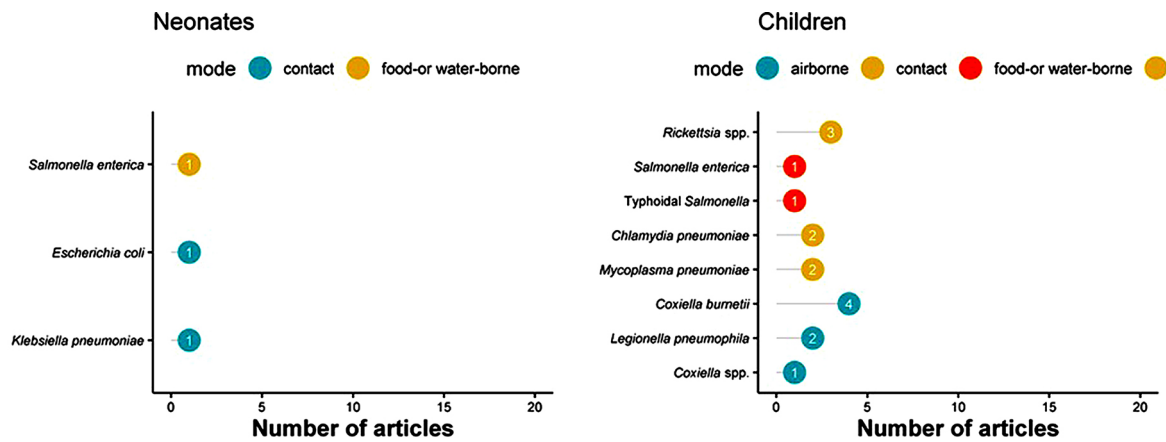 Neonates
mode contact food-or water-borne
Salmonella enterica 1
Escherichia coli 1
Klebsiella pneumoniae 1
0 5 10 15 20
Number of articles
Children
mode airborne contact food-or water-borne
Rickettsia spp. 3
Salmonella enterica 1
Typhoidal Salmonella 1
Chlamydia pneumoniae 2
Mycoplasma pneumoniae 2
Coxiella burnetii 4
Legionella pneumophila 2
Coxiella spp. 1
0 5 10 15 20
Number of articles